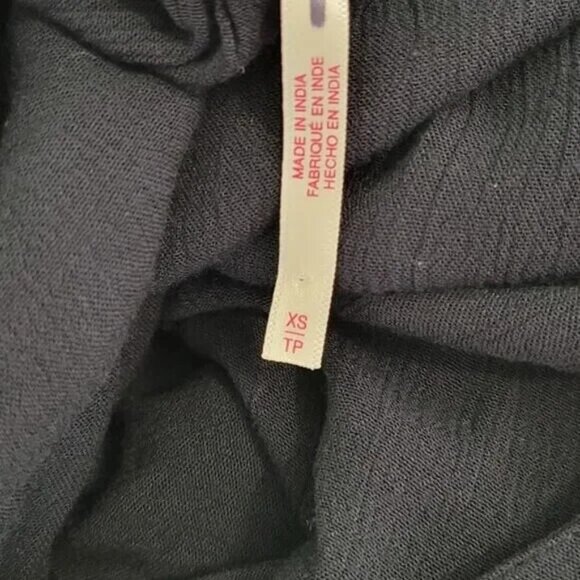 MADE IN INDIA
FABRIQUÉ EN INDE
HECHO EN INDIA
XS
TP